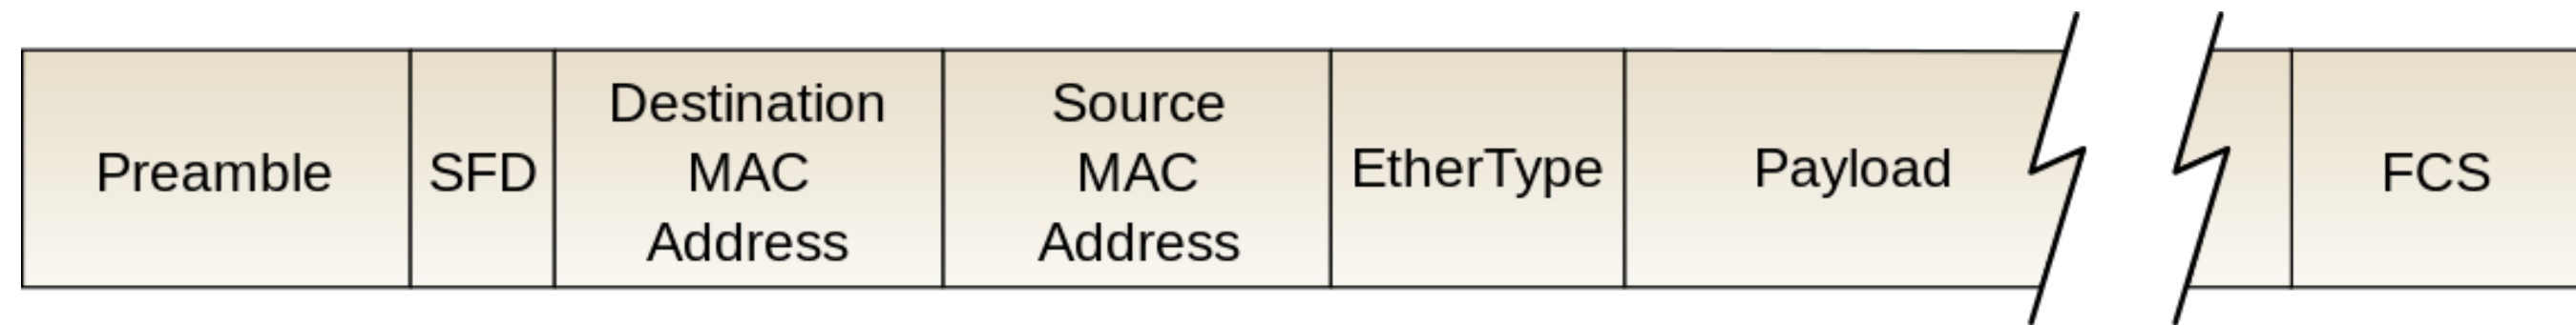 Preamble
SFD
Destination
MAC
Address
Source
MAC
Address
EtherType
Payload
FCS